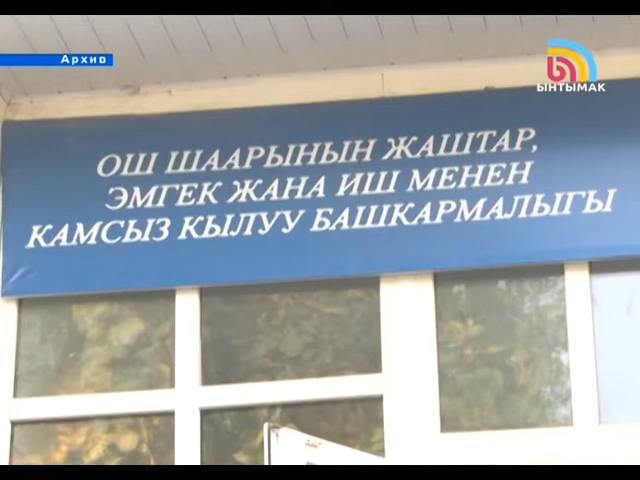 Архив
ЫНТЫМАК
ОШ ШААРЫНЫН ЖАШТАР,
ЭМГЕК ЖАНА ИШ МЕНЕН
КАМСЫЗ КЫЛУУ БАШКАРМАЛЫГЫ